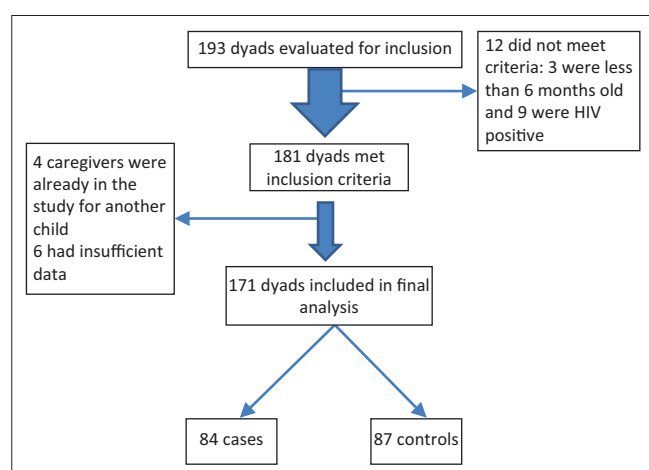 193 dyads evaluated for inclusion
12 did not meet
criteria: 3 were less
than 6 months old
and 9 were HIV
positive
181 dyads met
inclusion criteria
4 caregivers were
already in the
study for another
child
6 had insufficient
data
171 dyads included in final
analysis
84 cases
87 controls